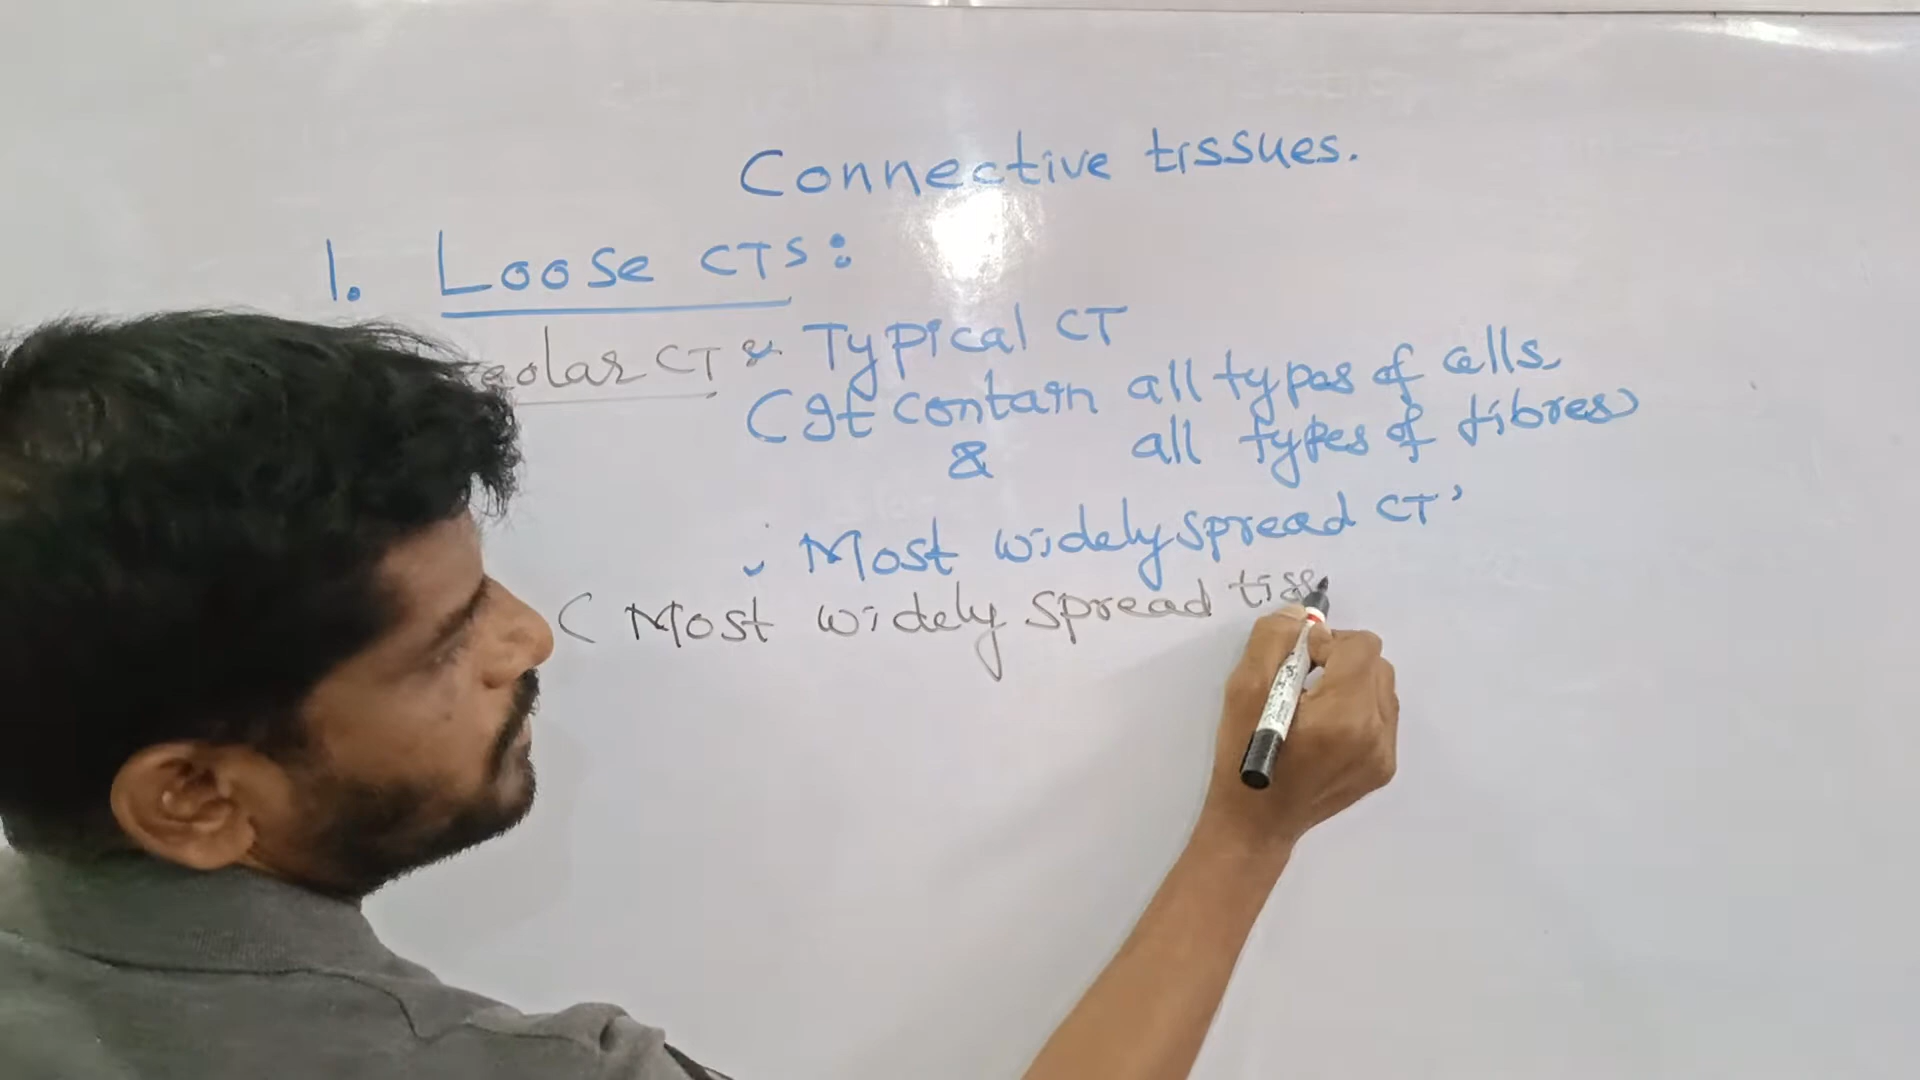 Connective tissues.
1. Loose CTs:
eolar CT & Typical CT
(It contain all types of cells
& all types of fibres
✓ Most widely spread CT'
( Most widely spread tiss